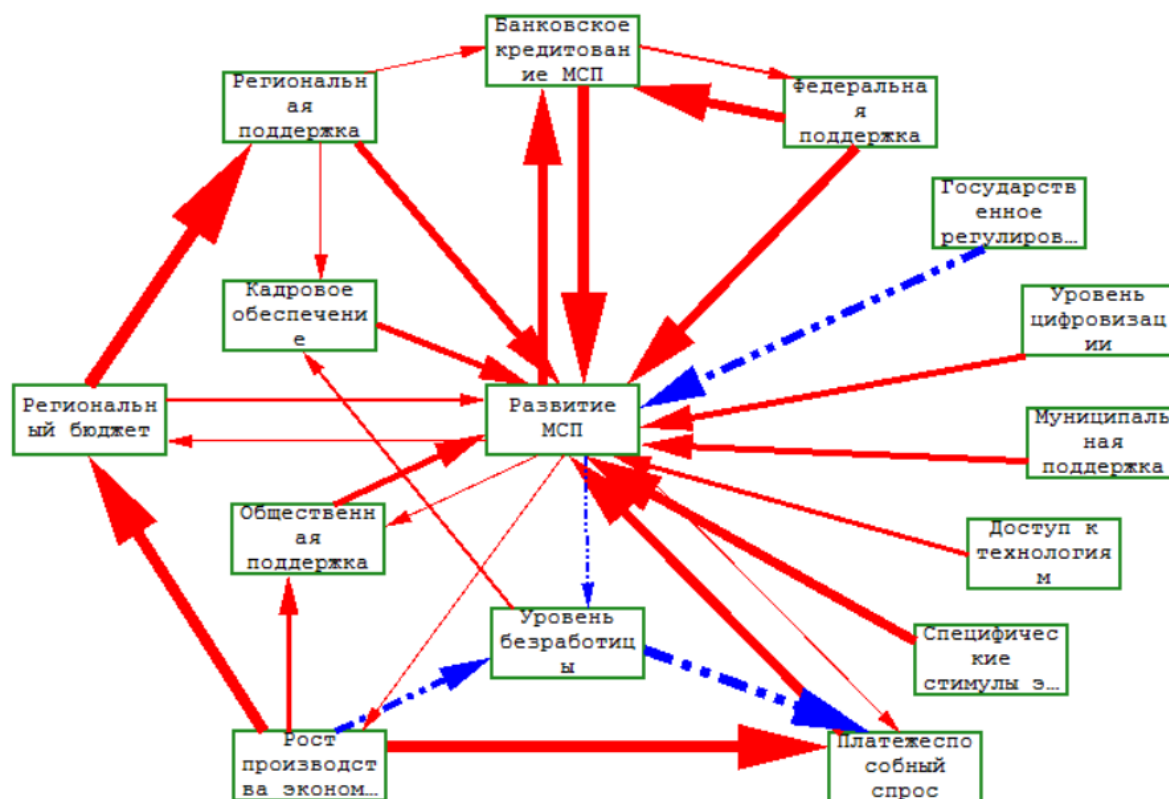 Банковское
кредитован
ие МСП
Региональн
ая
поддержка
Федеральна
я
поддержка
Государств
енное
регулиров…
Кадровое
обеспечени
е
Уровень
цифровизац
ии
Региональн
ый бюджет
Развитие
МСП
Муниципаль
ная
поддержка
Общественн
ая
поддержка
Доступ к
технология
м
Уровень
безработиц
ы
Специфичес
кие
стимулы э…
Рост
производст
ва эконом…
Платежеспо
собный
спрос